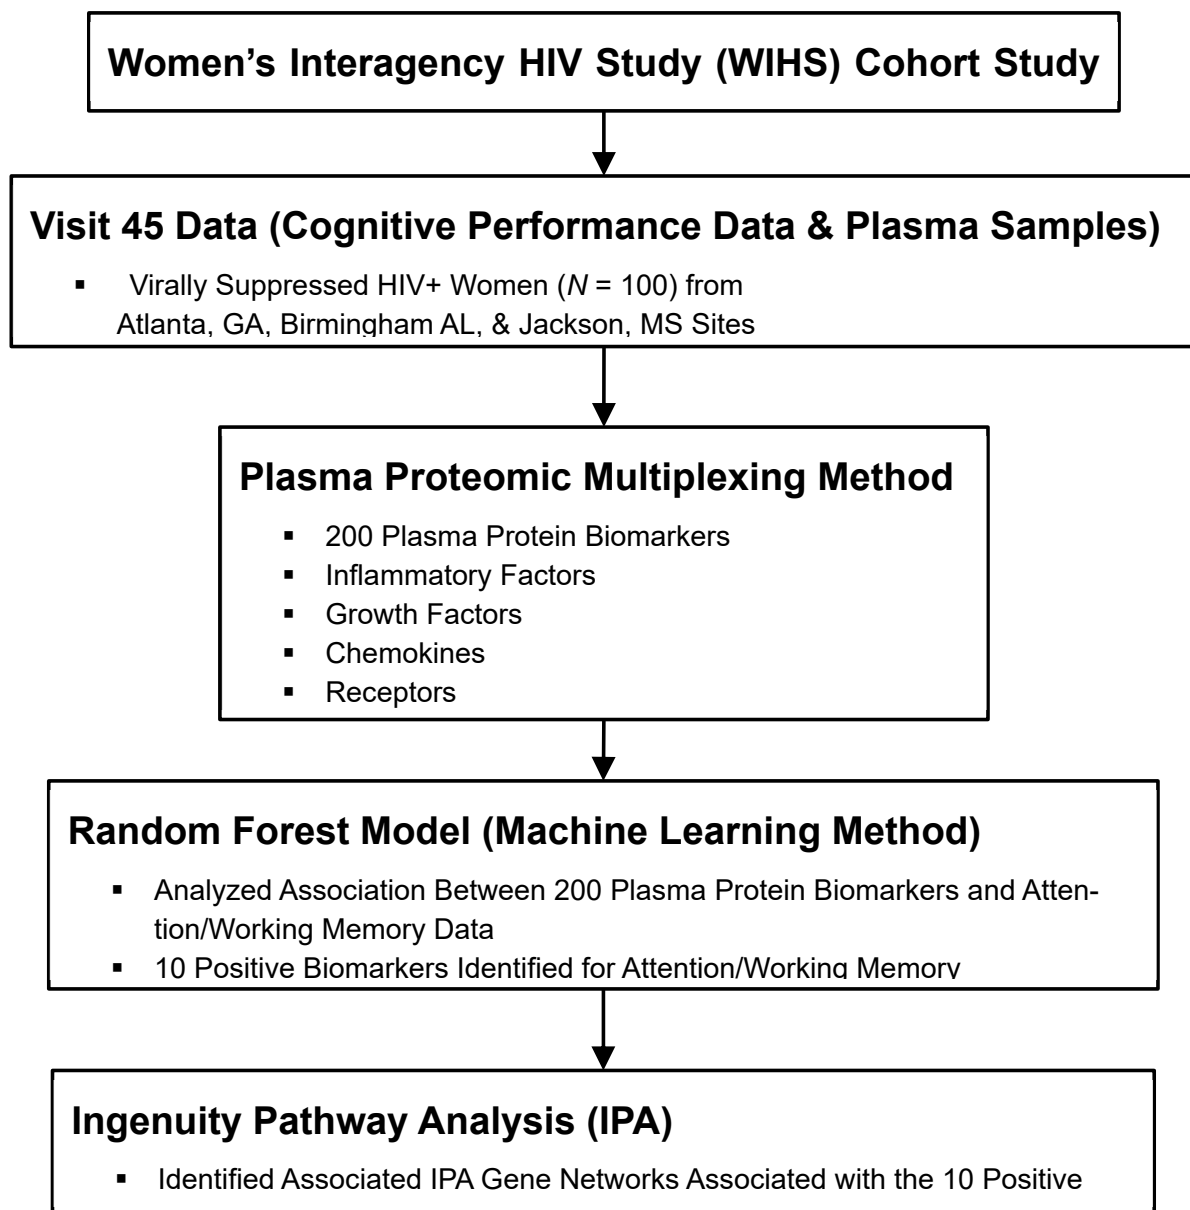 Women’s Interagency HIV Study (WIHS) Cohort Study
Visit 45 Data (Cognitive Performance Data & Plasma Samples)
▪ Virally Suppressed HIV+ Women (N = 100) from
Atlanta, GA, Birmingham AL, & Jackson, MS Sites
Plasma Proteomic Multiplexing Method
▪ 200 Plasma Protein Biomarkers
▪ Inflammatory Factors
▪ Growth Factors
▪ Chemokines
▪ Receptors
Random Forest Model (Machine Learning Method)
▪ Analyzed Association Between 200 Plasma Protein Biomarkers and Atten-
tion/Working Memory Data
▪ 10 Positive Biomarkers Identified for Attention/Working Memory
Ingenuity Pathway Analysis (IPA)
▪ Identified Associated IPA Gene Networks Associated with the 10 Positive